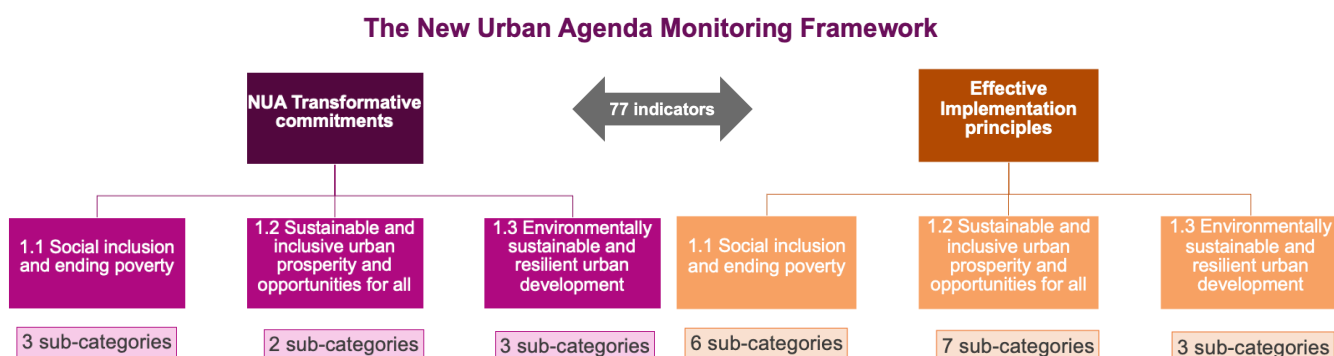 The New Urban Agenda Monitoring Framework
NUA Transformative
commitments
77 indicators
Effective
Implementation
principles
1.1 Social inclusion
and ending poverty
1.2 Sustainable and
inclusive urban
prosperity and
opportunities for all
1.3 Environmentally
sustainable and
resilient urban
development
1.1 Social inclusion
and ending poverty
1.2 Sustainable and
inclusive urban
prosperity and
opportunities for all
1.3 Environmentally
sustainable and
resilient urban
development
3 sub-categories
2 sub-categories
3 sub-categories
6 sub-categories
7 sub-categories
3 sub-categories